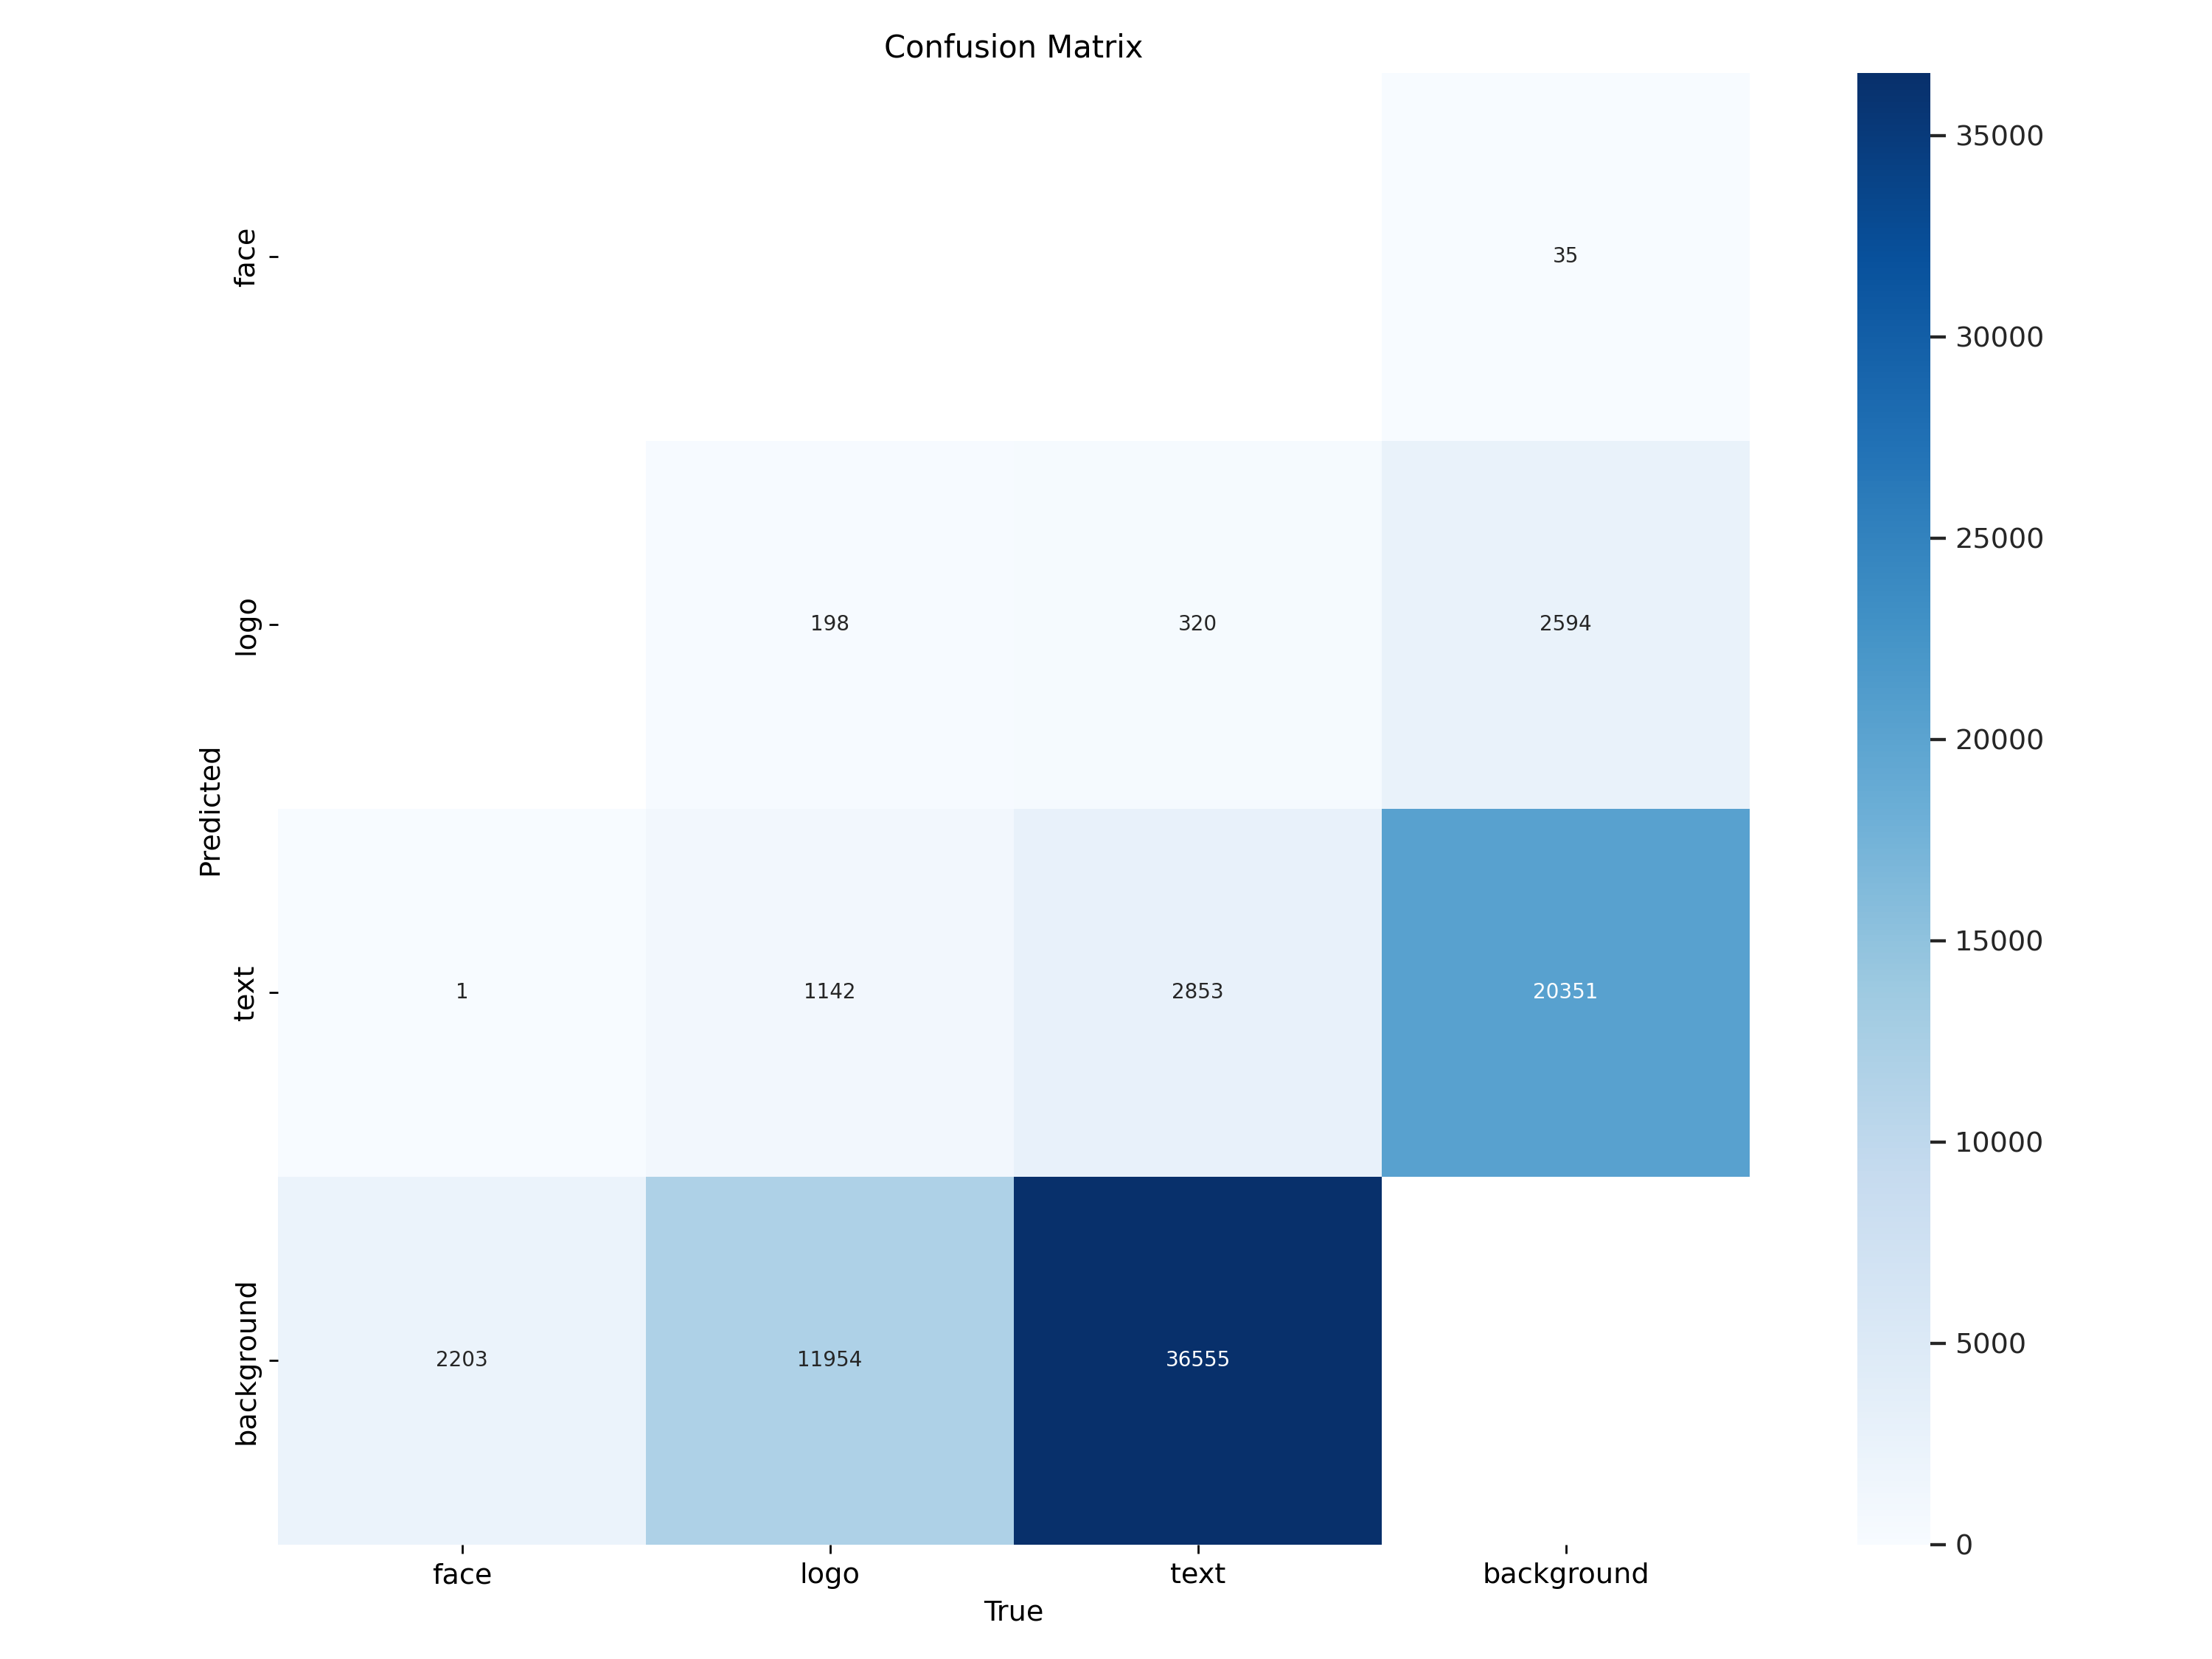 Confusion Matrix
35000
30000
25000
20000
15000
10000
5000
0
Predicted
face
35
logo
198 320 2594
text
1 1142 2853 20351
background
2203 11954 36555
face logo text background
True